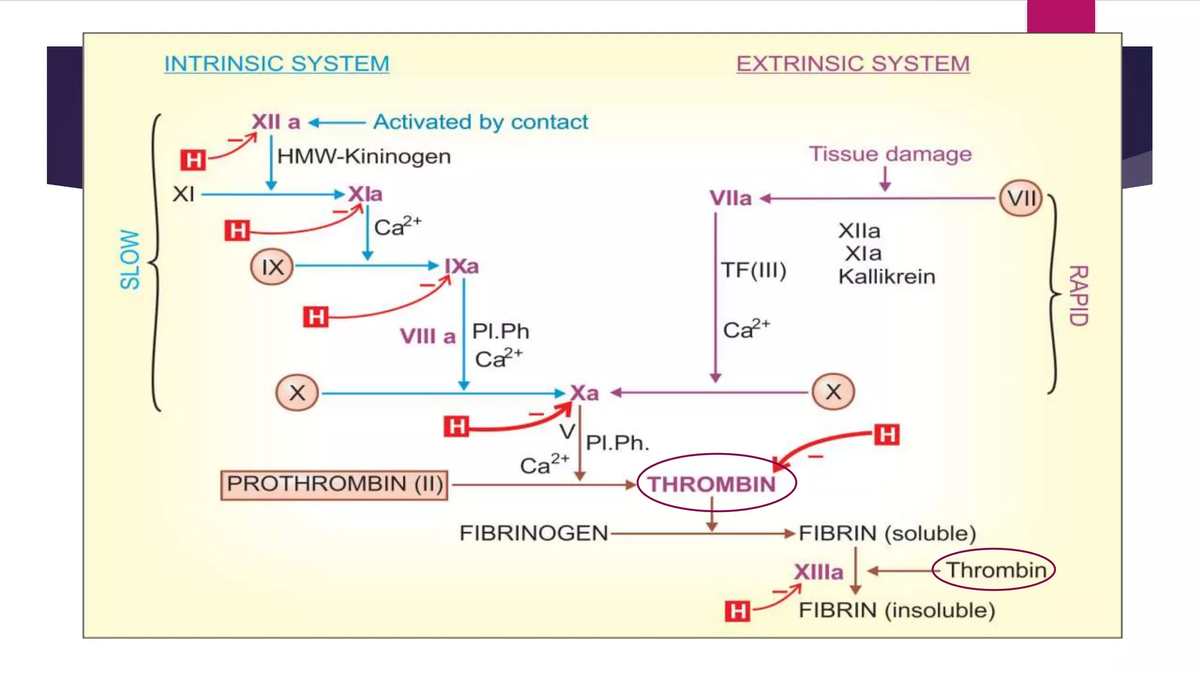 INTRINSIC SYSTEM
EXTRINSIC SYSTEM
XII a
Activated by contact
H
HMW-Kininogen
Tissue damage
XI
XIa
VIIa
VII
H
Ca²⁺
XIIa
XIa
Kallikrein
SLOW
IX
IXa
TF(III)
RAPID
H
VIII a
Pl.Ph
Ca²⁺
Ca²⁺
X
Xa
X
H
V
Pl.Ph.
Ca²⁺
H
PROTHROMBIN (II)
THROMBIN
FIBRINOGEN
FIBRIN (soluble)
XIIIa
Thrombin
H
FIBRIN (insoluble)